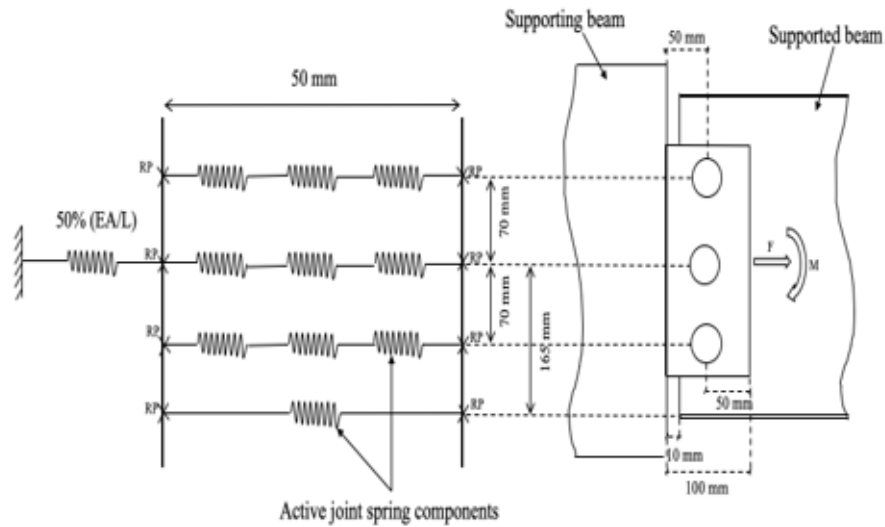 Supporting beam
50 mm
Supported beam
50 mm
RP
RP
70 mm
50% (EA/L)
RP
RP
F
M
70 mm
165 mm
RP
RP
50 mm
RP
RP
10 mm
100 mm
Active joint spring components